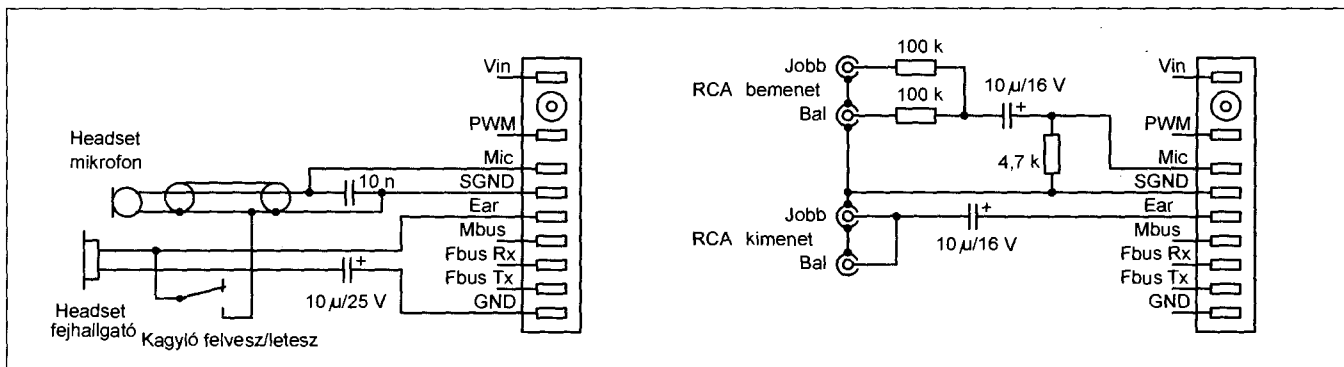 Vin
PWM
Headset
mikrofon
Mic
10 n
SGND
Ear
Mbus
Fbus Rx
Fbus Tx
GND
10 µ/25 V
Headset
fejhallgató
Kagyló felvesz/letesz
100 k
Jobb
RCA bemenet
100 k
Bal
10 µ/16 V
+
4,7 k
Vin
PWM
Mic
SGND
Jobb
RCA kimenet
Bal
+
10 µ/16 V
Ear
Mbus
Fbus Rx
Fbus Tx
GND